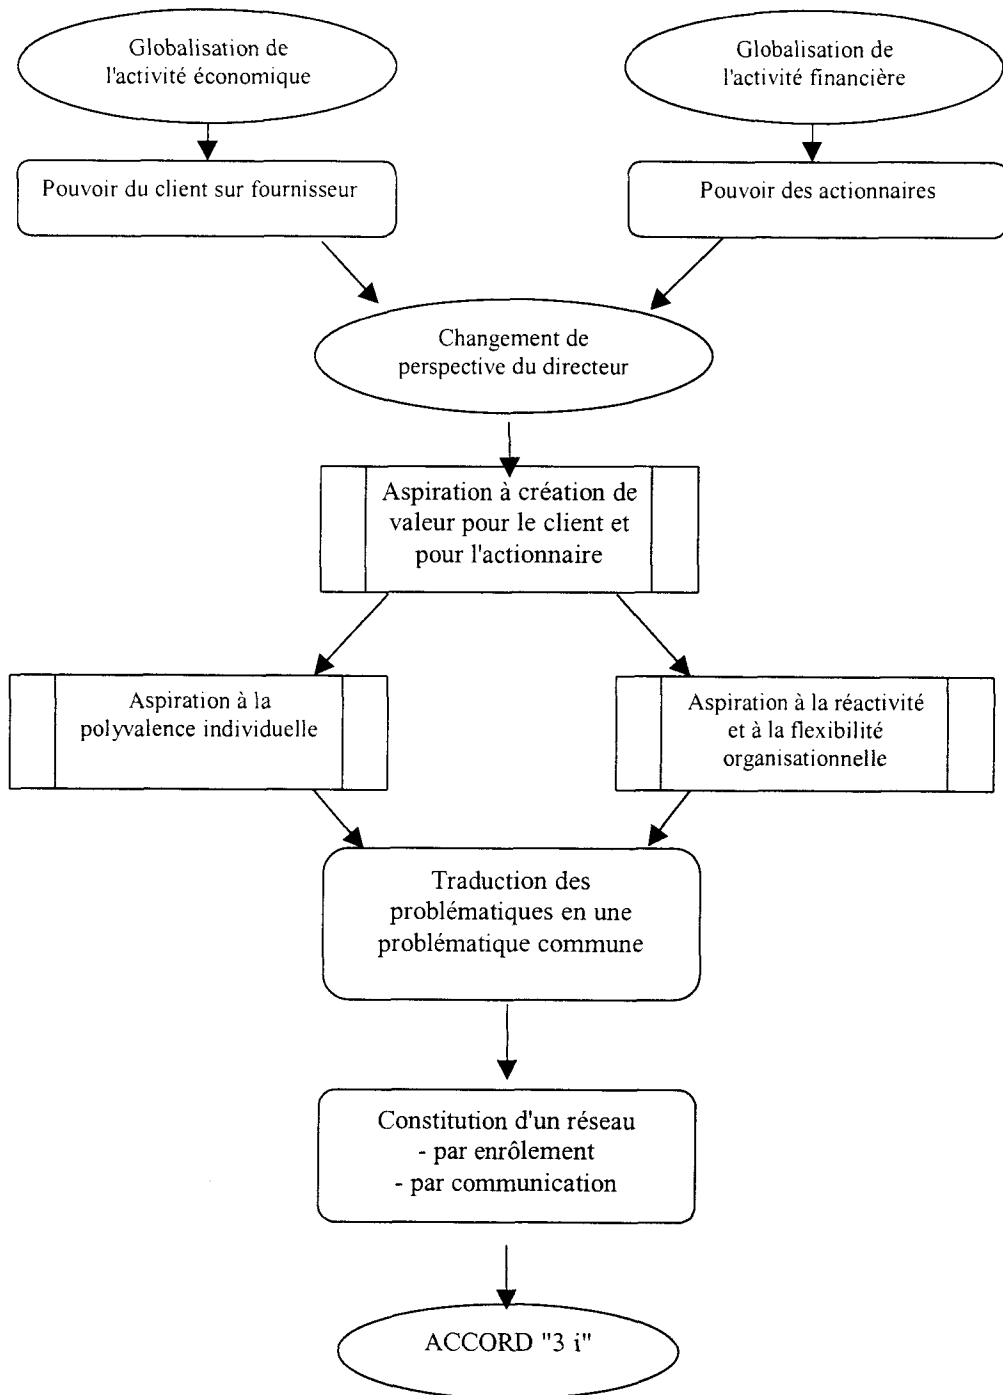 Globalisation de
l'activité économique
Globalisation de
l'activité financière
Pouvoir du client sur fournisseur
Pouvoir des actionnaires
Changement de
perspective du directeur
Aspiration à création de
valeur pour le client et
pour l'actionnaire
Aspiration à la
polyvalence individuelle
Aspiration à la réactivité
et à la flexibilité
organisationnelle
Traduction des
problématiques en une
problématique commune
Constitution d'un réseau
- par enrôlement
- par communication
ACCORD "3 i"